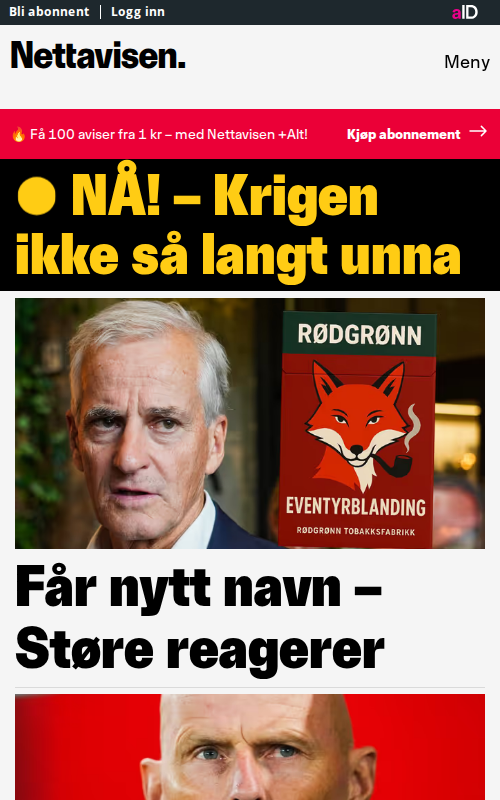 Bli abonnent | Logg inn
aID
Nettavisen.
Meny
🔥 Få 100 aviser fra 1 kr – med Nettavisen +Alt!
Kjøp abonnement →
NÅ! – Krigen
ikke så langt unna
RØDGRØNN
EVENTYRBLANDING
RØDGRØNN TOBAKKSFABRIKK
Får nytt navn –
Støre reagerer